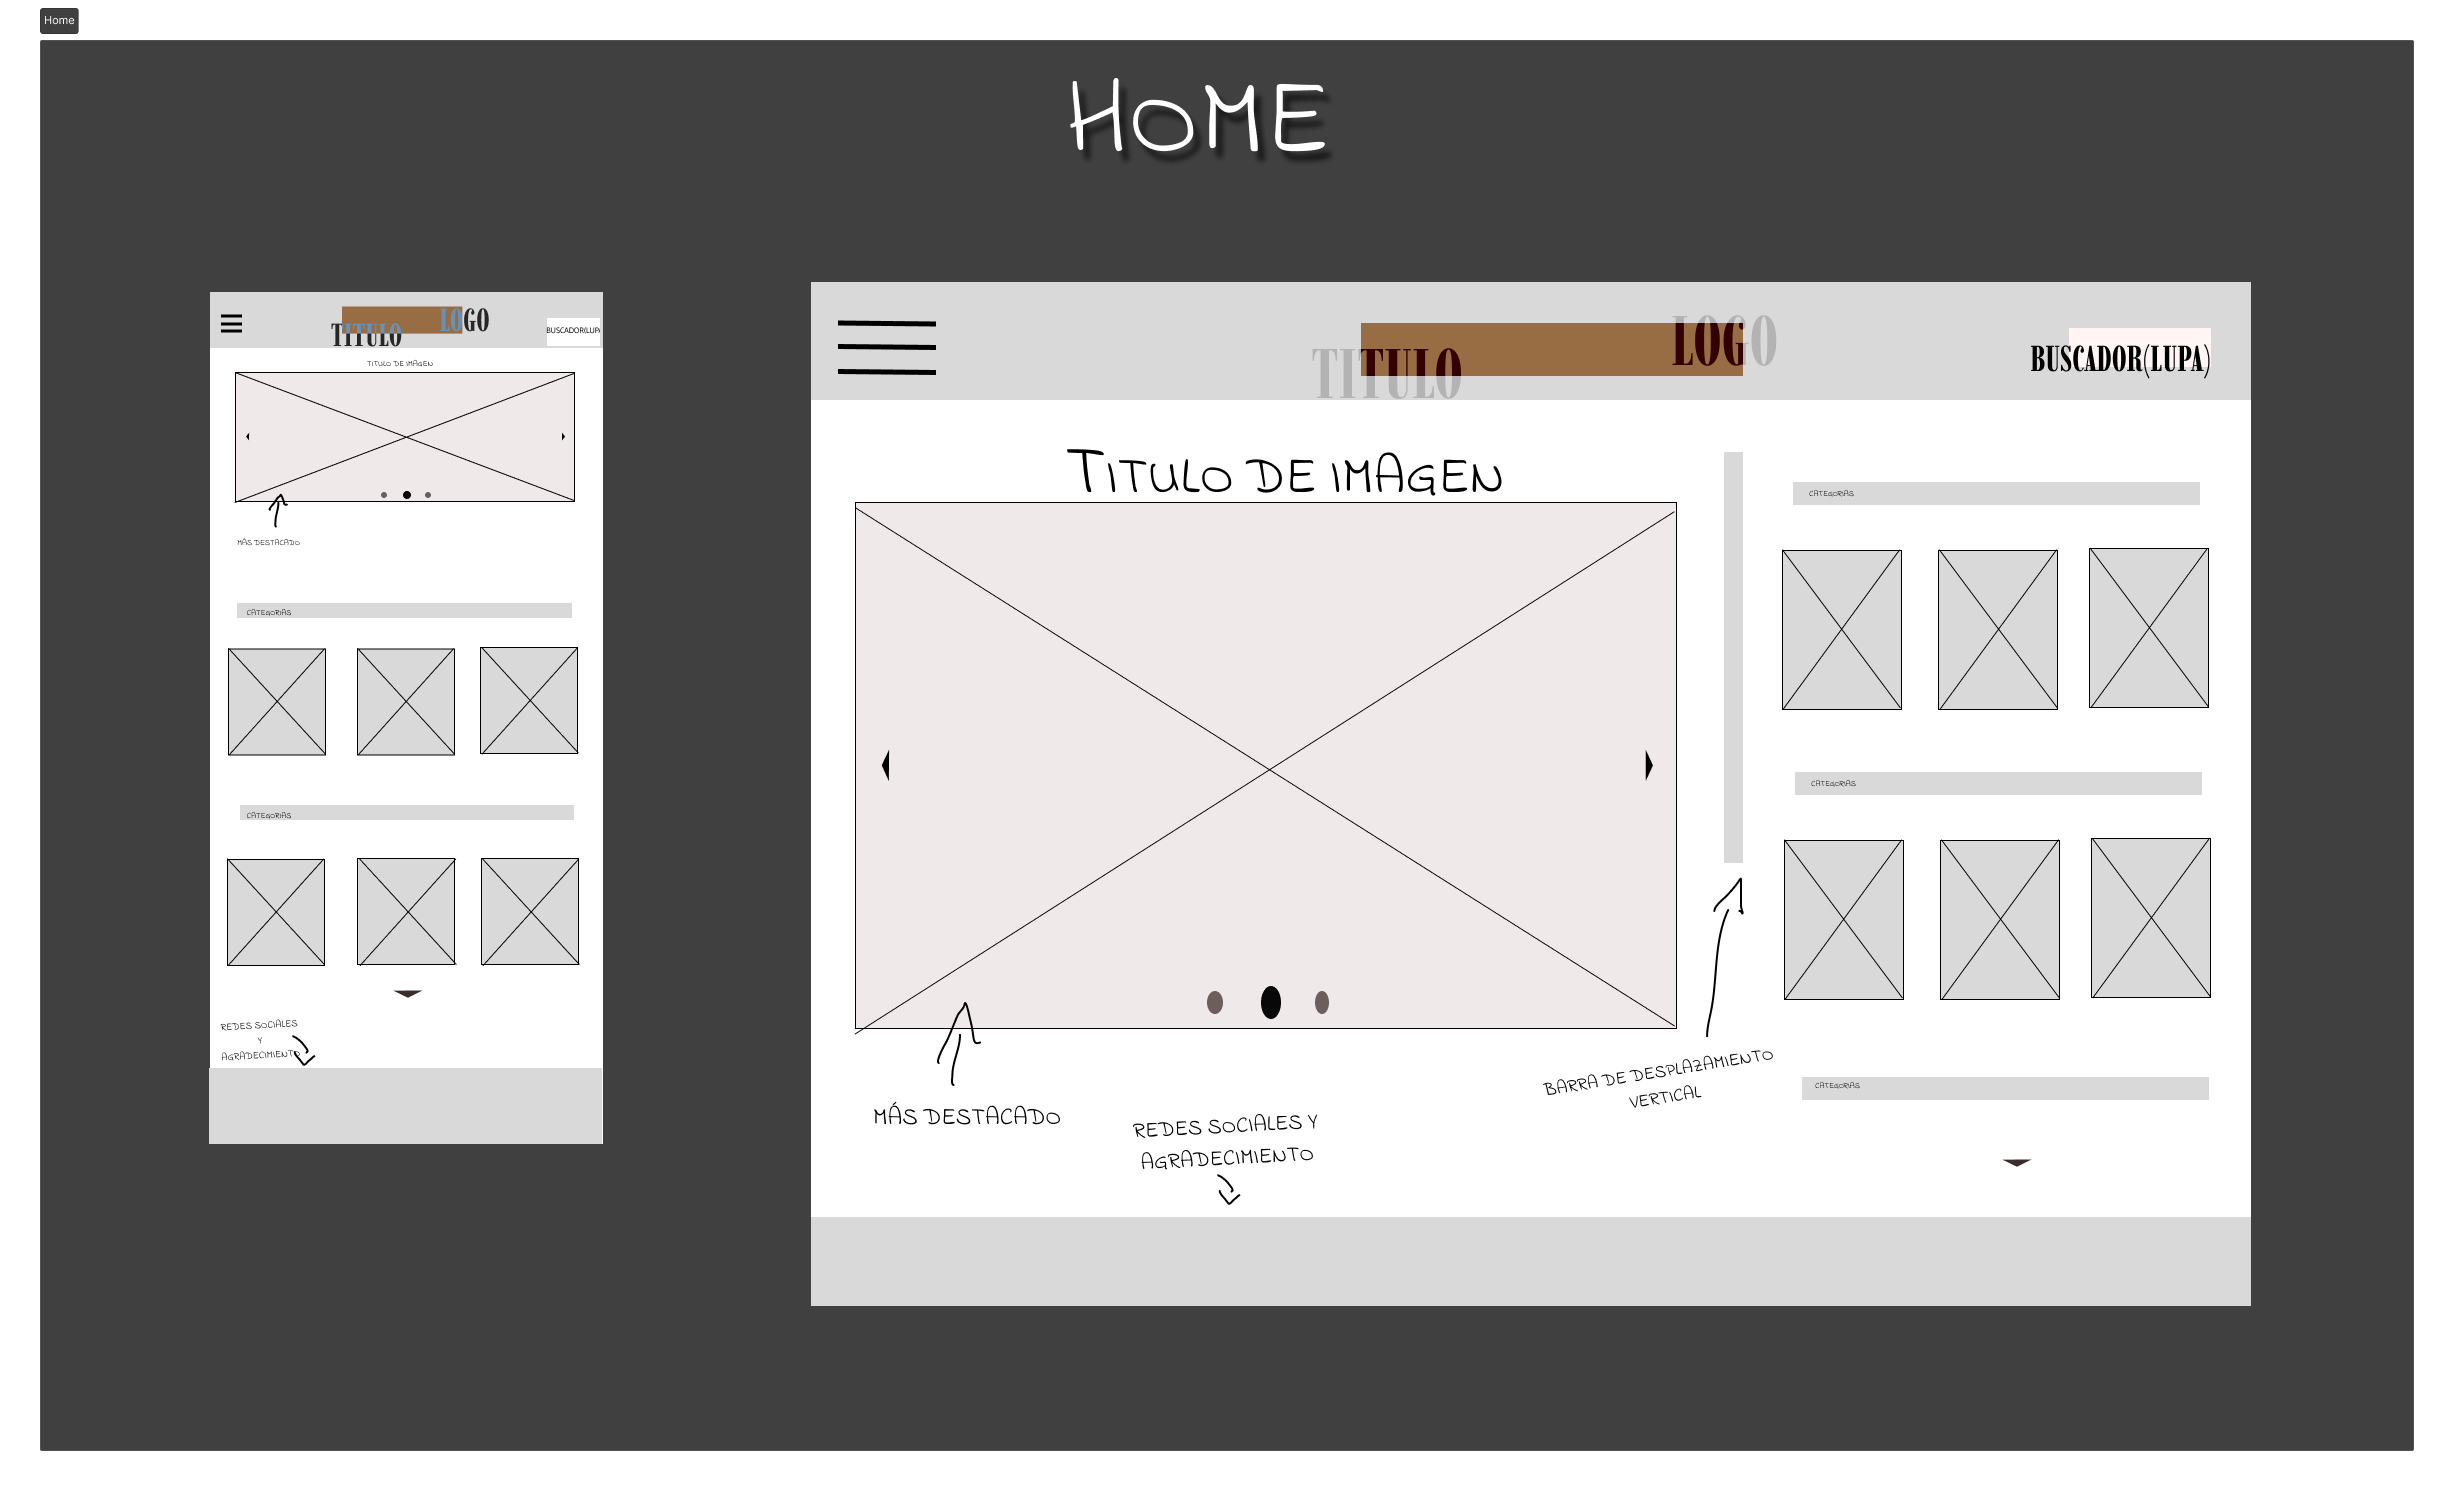 Home
HOME
TITULO
LOGO
BUSCADOR(LUP
TITULO DE IMAGEN
MÁS DESTACADO
CATEGORIAS
CATEGORIAS
REDES SOCIALES
Y
AGRADECIMIENTO
TITULO
LOGO
BUSCADOR(LUPA)
TITULO DE IMAGEN
MÁS DESTACADO
REDES SOCIALES Y
AGRADECIMIENTO
BARRA DE DESPLAZAMIENTO
VERTICAL
CATEGORIAS
CATEGORIAS
CATEGORIAS